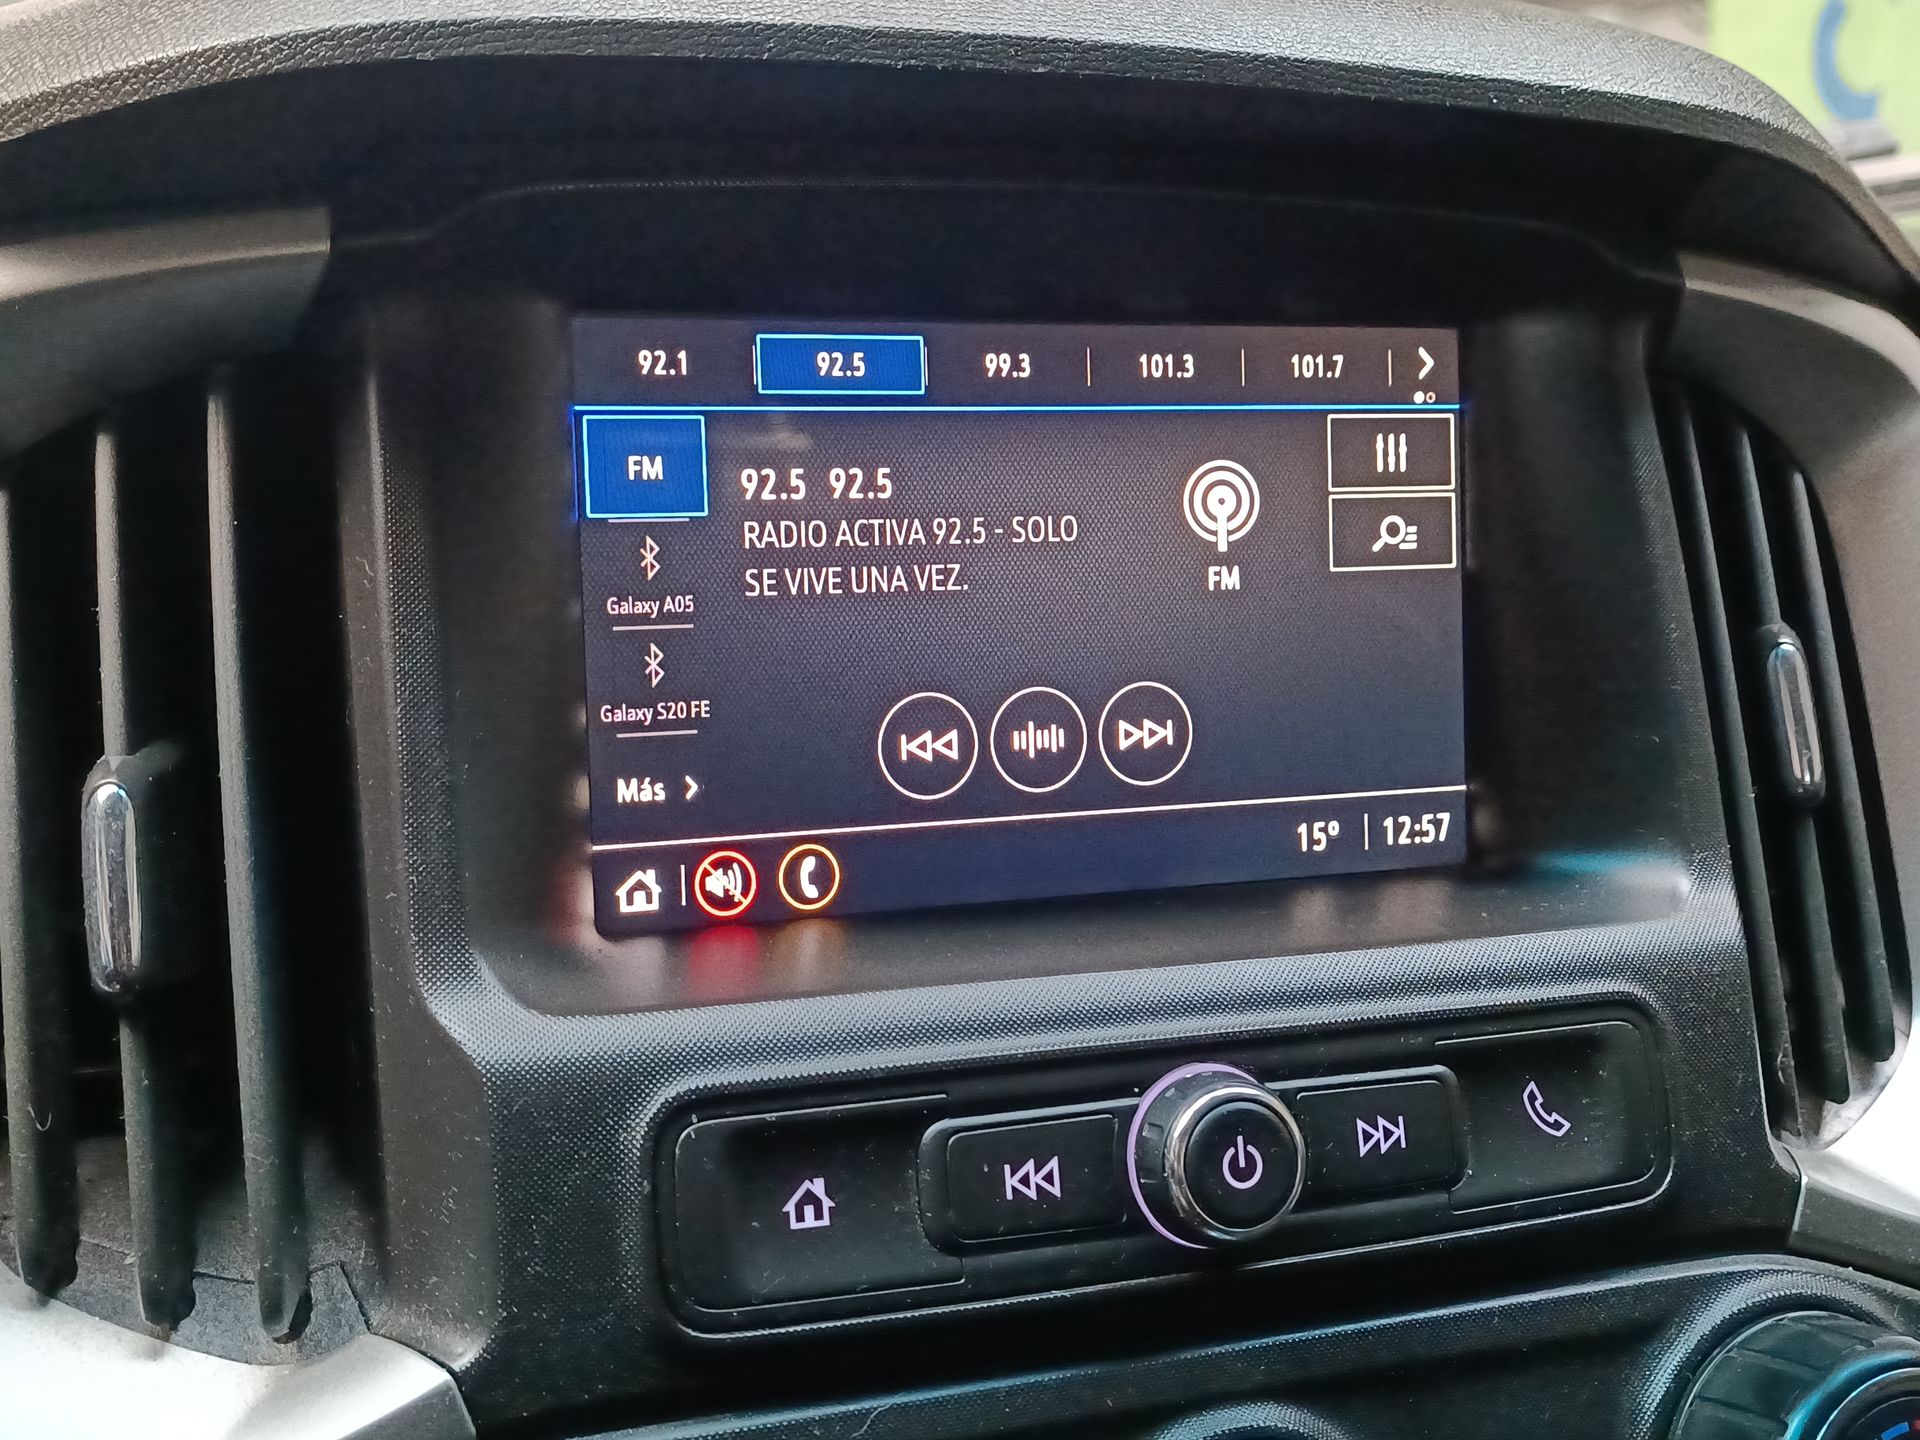 92.1
92.5
99.3
101.3
101.7
FM
92.5 92.5
RADIO ACTIVA 92.5 - SOLO
SE VIVE UNA VEZ.
FM
Galaxy A05
Galaxy S20 FE
Más
15º
12:57